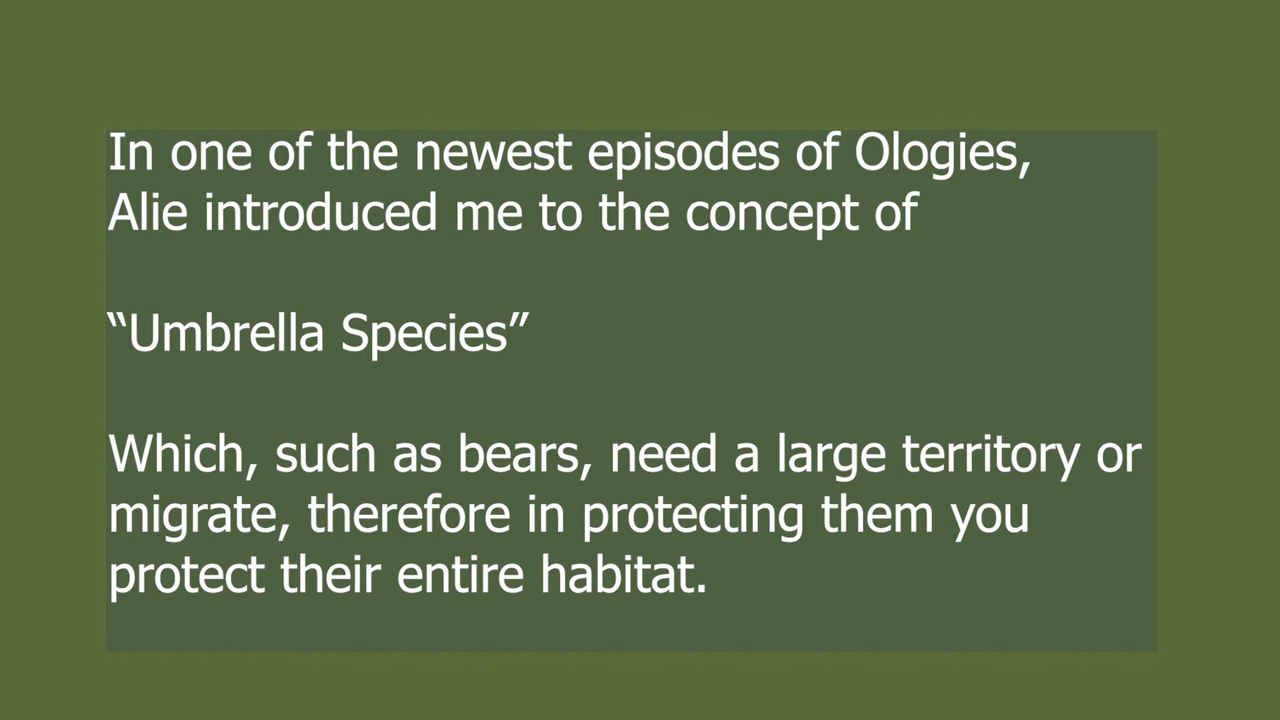 In one of the newest episodes of Ologies,
Alie introduced me to the concept of
“Umbrella Species”
Which, such as bears, need a large territory or
migrate, therefore in protecting them you
protect their entire habitat.